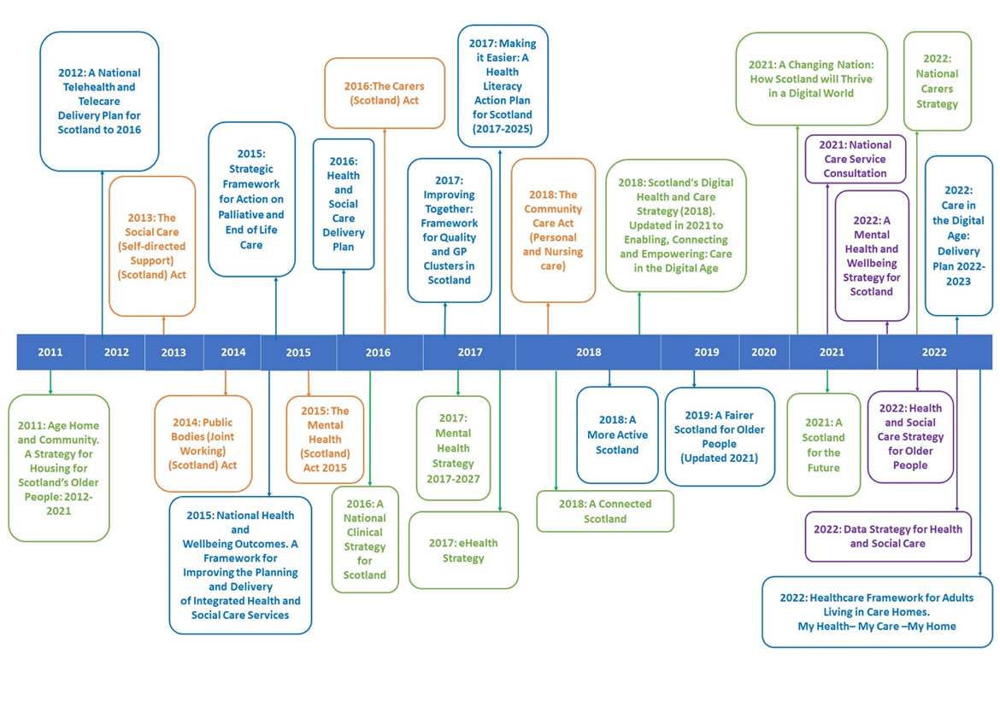 2012: A National
Telehealth and
Telecare
Delivery Plan for
Scotland to 2016
2013: The
Social Care
(Self-directed
Support)
(Scotland) Act
2015:
Strategic
Framework
for Action on
Palliative and
End of Life
Care
2016:
Health
and
Social
Care
Delivery
Plan
2016:The Carers
(Scotland) Act
2017:
Improving
Together:
Framework
for Quality
and GP
Clusters in
Scotland
2017: Making
it Easier: A
Health
Literacy
Action Plan
for Scotland
(2017-2025)
2018: The
Community
Care Act
(Personal
and Nursing
care)
2018: Scotland's Digital
Health and Care
Strategy (2018).
Updated in 2021 to
Enabling, Connecting
and Empowering: Care
in the Digital Age
2021: A Changing Nation:
How Scotland will Thrive
in a Digital World
2021: National
Care Service
Consultation
2022: A
Mental
Health and
Wellbeing
Strategy for
Scotland
2022:
National
Carers
Strategy
2022:
Care in
the Digital
Age:
Delivery
Plan 2022-
2023
2011 2012 2013 2014 2015 2016 2017 2018 2019 2020 2021 2022
2011: Age Home
and Community.
A Strategy for
Housing for
Scotland’s Older
People: 2012-
2021
2014: Public
Bodies (Joint
Working)
(Scotland) Act
2015: National Health
and
Wellbeing Outcomes. A
Framework for
Improving the Planning
and Delivery
of Integrated Health and
Social Care Services
2015: The
Mental
Health
(Scotland)
Act 2015
2016: A
National
Clinical
Strategy
for
Scotland
2017:
Mental
Health
Strategy
2017-2027
2017: eHealth
Strategy
2018: A Connected
Scotland
2018: A
More Active
Scotland
2019: A Fairer
Scotland for Older
People
(Updated 2021)
2021: A
Scotland
for the
Future
2022: Health
and Social
Care Strategy
for Older
People
2022: Data Strategy for Health
and Social Care
2022: Healthcare Framework for Adults
Living in Care Homes.
My Health– My Care –My Home